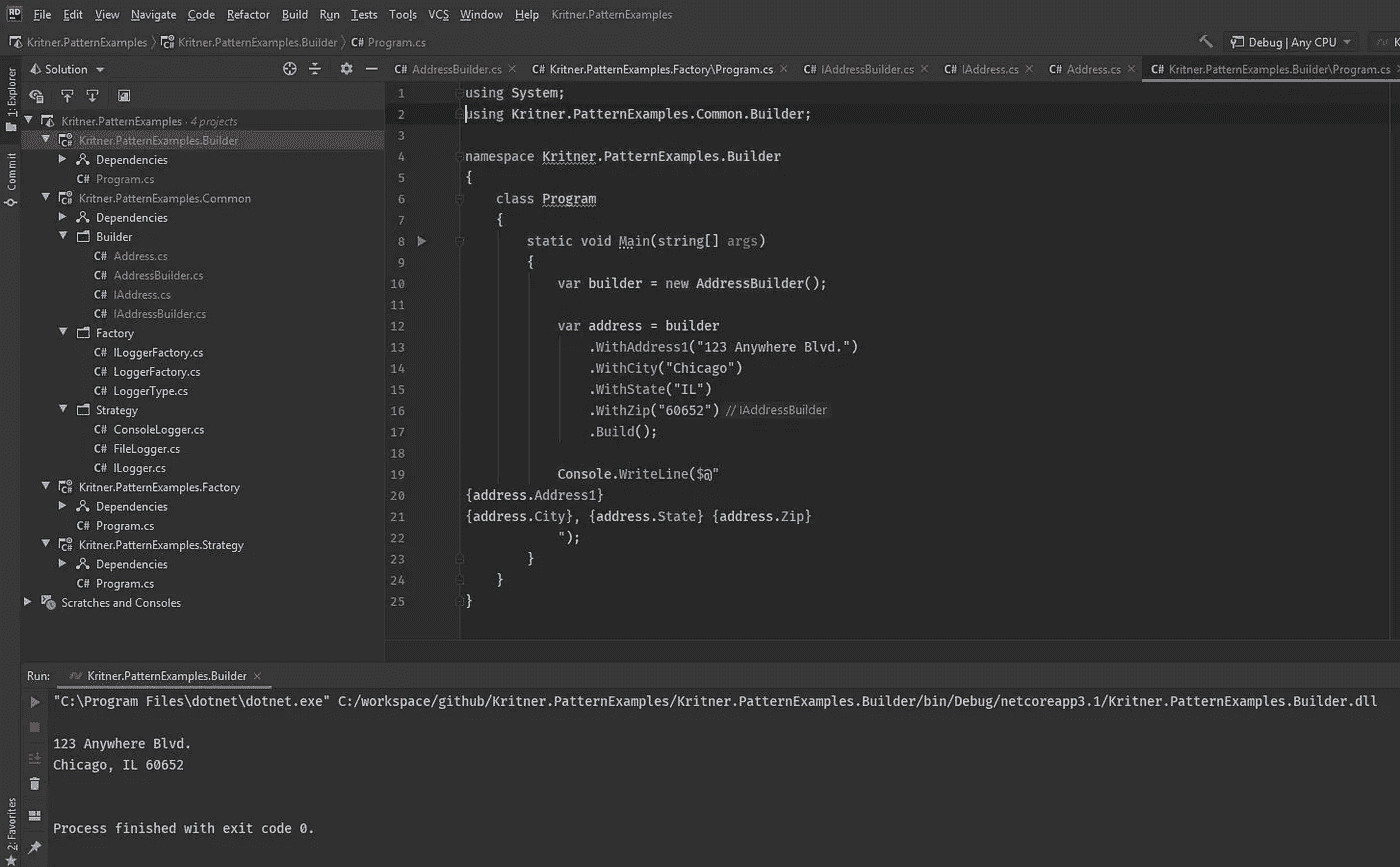 RD File Edit View Navigate Code Refactor Build Run Tests Tools VCS Window Help Kritner.PatternExamples
Kritner.PatternExamples Kritner.PatternExamples.Builder C# Program.cs Debug | Any CPU K
1: Explorer
Commit
2: Favorites
Solution
C# AddressBuilder.cs C# Kritner.PatternExamples.Factory\Program.cs C# IAddressBuilder.cs C# IAddress.cs C# Address.cs C# Kritner.PatternExamples.Builder\Program.cs
Kritner.PatternExamples · 4 projects
Kritner.PatternExamples.Builder
Dependencies
C# Program.cs
Kritner.PatternExamples.Common
Dependencies
Builder
C# Address.cs
C# AddressBuilder.cs
C# IAddress.cs
C# IAddressBuilder.cs
Factory
C# ILoggerFactory.cs
C# LoggerFactory.cs
C# LoggerType.cs
Strategy
C# ConsoleLogger.cs
C# FileLogger.cs
C# ILogger.cs
Kritner.PatternExamples.Factory
Dependencies
C# Program.cs
Kritner.PatternExamples.Strategy
Dependencies
C# Program.cs
Scratches and Consoles
1 using System;
2 using Kritner.PatternExamples.Common.Builder;
3
4 namespace Kritner.PatternExamples.Builder
5 {
6 class Program
7 {
8 static void Main(string[] args)
9 {
10 var builder = new AddressBuilder();
11
12 var address = builder
13 .WithAddress1("123 Anywhere Blvd.")
14 .WithCity("Chicago")
15 .WithState("IL")
16 .WithZip("60652") // IAddressBuilder
17 .Build();
18
19 Console.WriteLine($@"
20 {address.Address1}
21 {address.City}, {address.State} {address.Zip}
22 ");
23 }
24 }
25 }
Run: Kritner.PatternExamples.Builder
"C:\Program Files\dotnet\dotnet.exe" C:/workspace/github/Kritner.PatternExamples/Kritner.PatternExamples.Builder/bin/Debug/netcoreapp3.1/Kritner.PatternExamples.Builder.dll
123 Anywhere Blvd.
Chicago, IL 60652
Process finished with exit code 0.